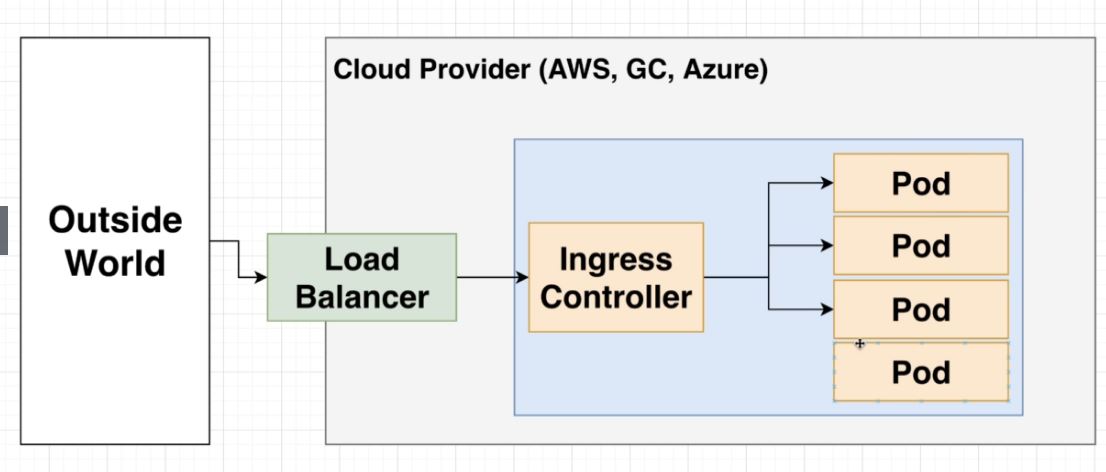 Outside
World
Cloud Provider (AWS, GC, Azure)
Load
Balancer
Ingress
Controller
Pod
Pod
Pod
Pod